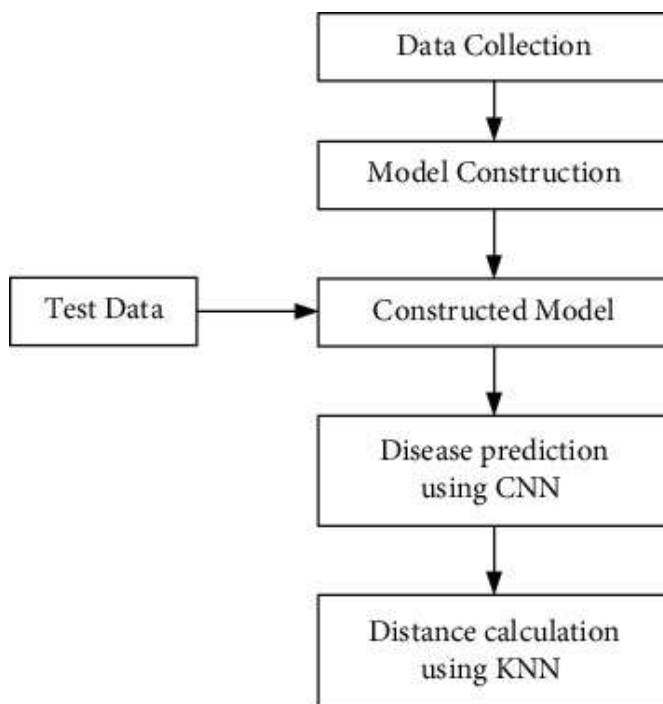 Data Collection
Model Construction
Test Data
Constructed Model
Disease prediction
using CNN
Distance calculation
using KNN